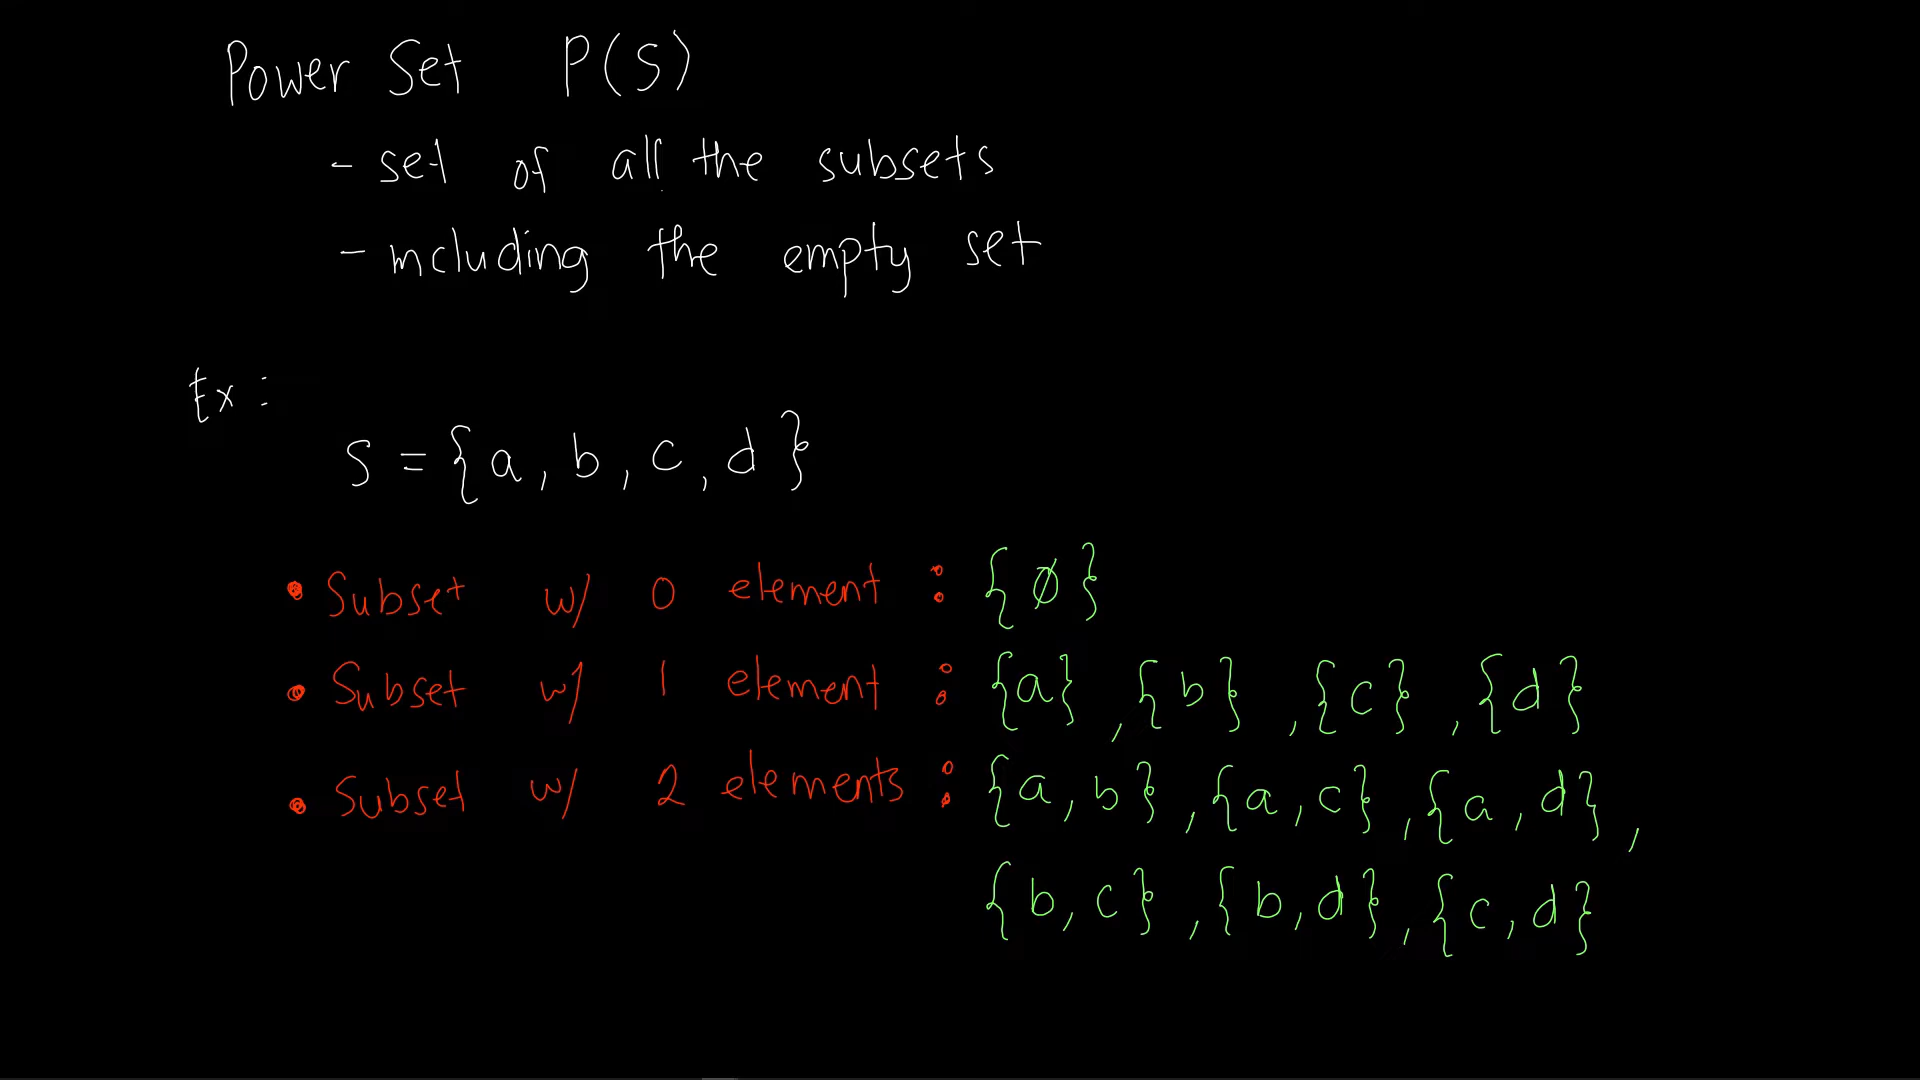 Power Set P(S)
- set of all the subsets
- including the empty set
Ex:
S = {a, b, c, d}
• Subset w/ 0 element : {∅}
• Subset w/ 1 element : {a}, {b}, {c}, {d}
• Subset w/ 2 elements : {a, b}, {a, c}, {a, d},
{b, c}, {b, d}, {c, d}